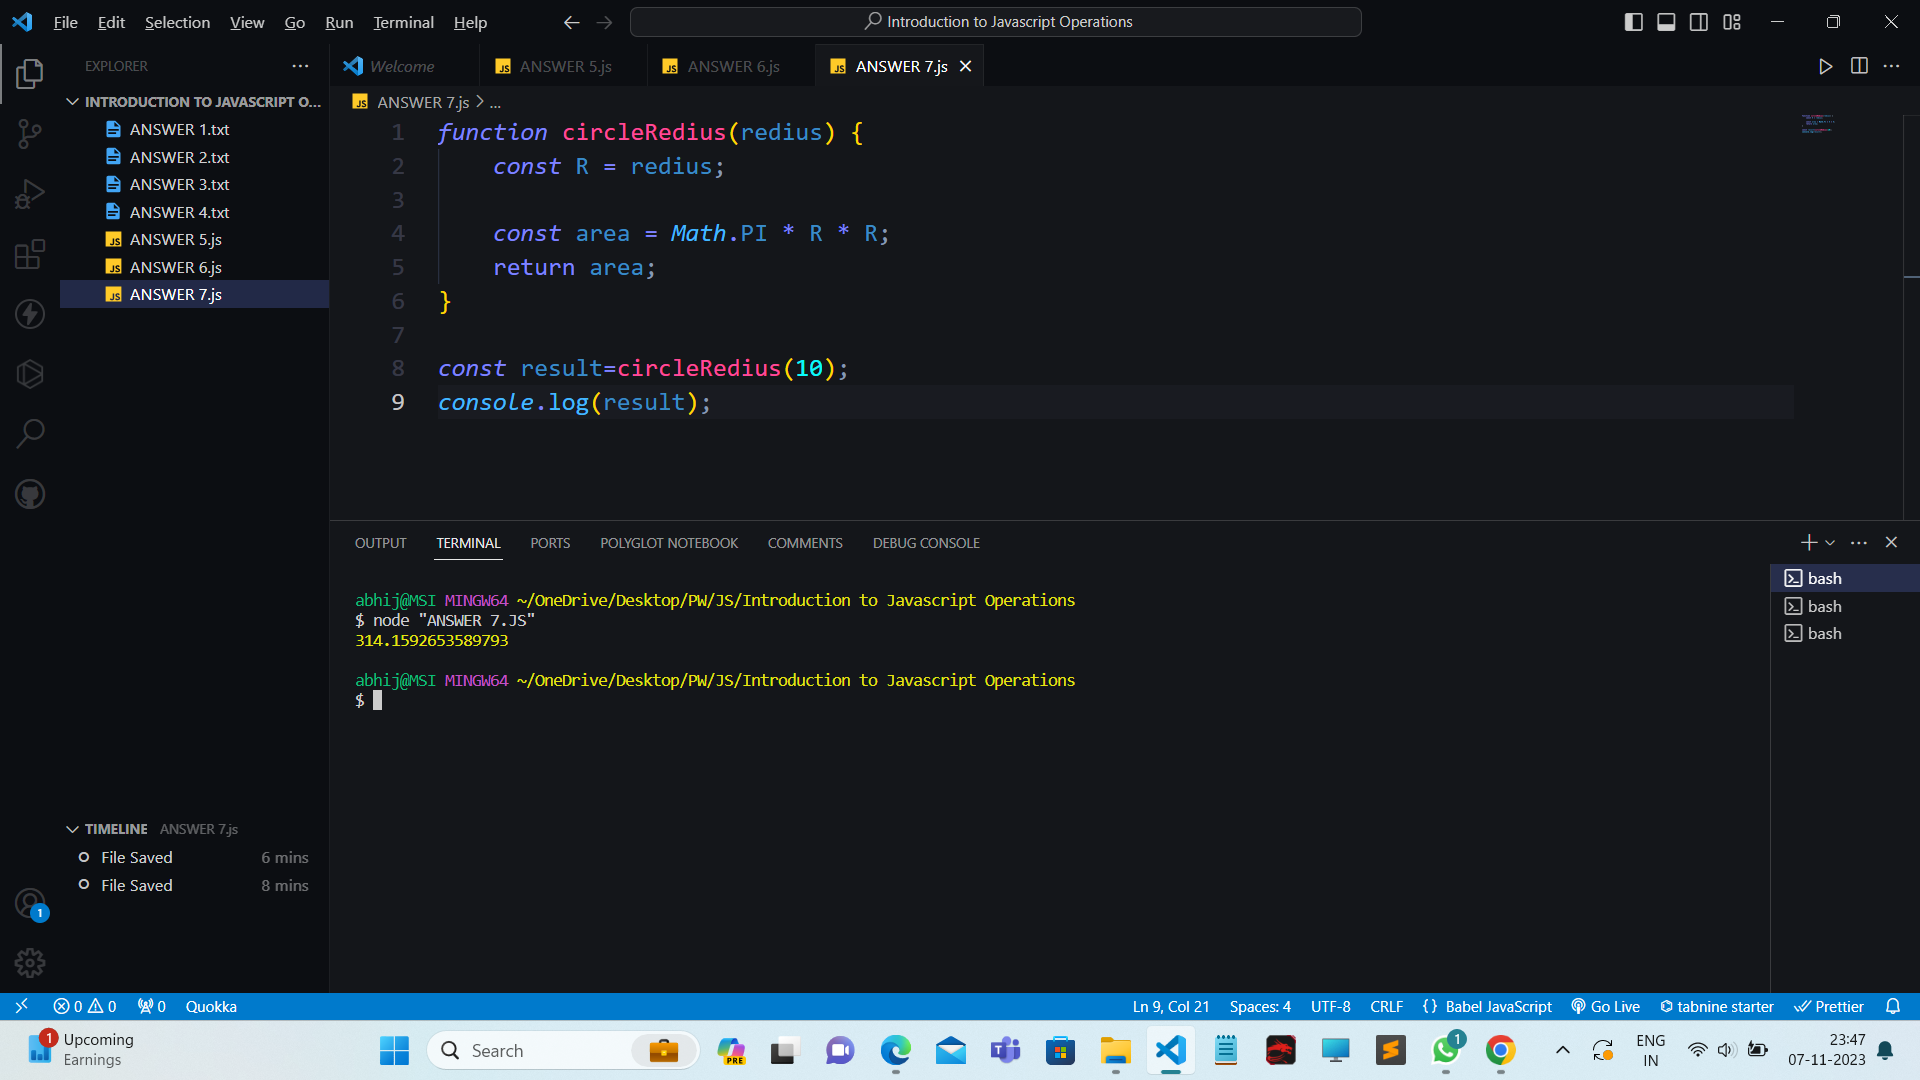 File Edit Selection View Go Run Terminal Help
Introduction to Javascript Operations
EXPLORER
INTRODUCTION TO JAVASCRIPT O...
ANSWER 1.txt
ANSWER 2.txt
ANSWER 3.txt
ANSWER 4.txt
ANSWER 5.js
ANSWER 6.js
ANSWER 7.js
TIMELINE ANSWER 7.js
File Saved 6 mins
File Saved 8 mins
Welcome ANSWER 5.js ANSWER 6.js ANSWER 7.js
ANSWER 7.js > ...
1 function circleRedius(redius) {
2 const R = redius;
3
4 const area = Math.PI * R * R;
5 return area;
6 }
7
8 const result=circleRedius(10);
9 console.log(result);
OUTPUT TERMINAL PORTS POLYGLOT NOTEBOOK COMMENTS DEBUG CONSOLE
abhij@MSI MINGW64 ~/OneDrive/Desktop/PW/JS/Introduction to Javascript Operations
$ node "ANSWER 7.JS"
314.1592653589793
abhij@MSI MINGW64 ~/OneDrive/Desktop/PW/JS/Introduction to Javascript Operations
$
bash
bash
bash
1
0 0 0 Quokka Ln 9, Col 21 Spaces: 4 UTF-8 CRLF {} Babel JavaScript Go Live tabnine starter Prettier
1 Upcoming
Earnings
Search
PRE
1
ENG
IN
23:47
07-11-2023